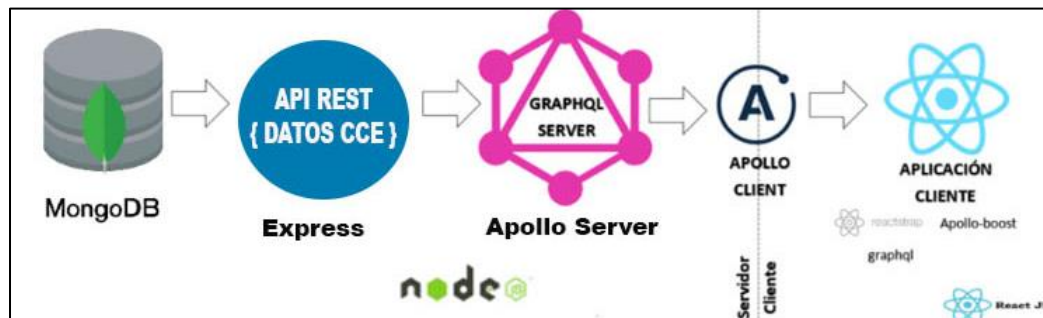 MongoDB
API REST
{ DATOS CCE }
Express
GRAPHQL
SERVER
Apollo Server
node
JS
A
APOLLO
CLIENT
Servidor
Cliente
APLICACIÓN
CLIENTE
reactstrap
Apollo-boost
graphql
React J